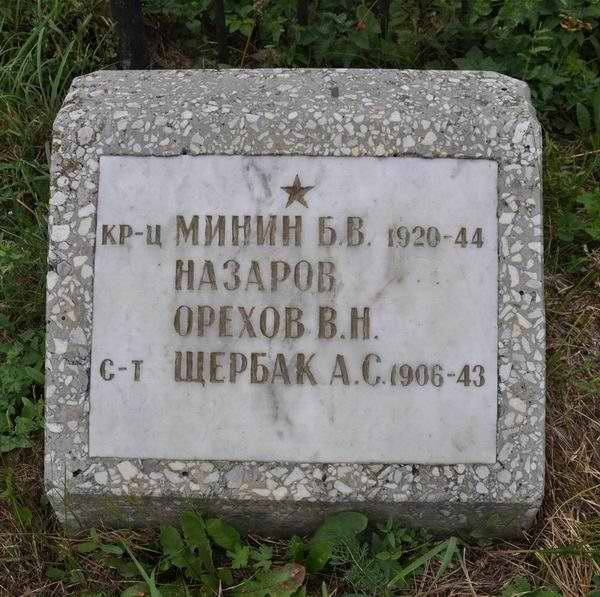 КР-Ц МИНИН Б.В. 1920-44
НАЗАРОВ
ОРЕХОВ В.Н.
С-Т ЩЕРБАК А.С. 1906-43